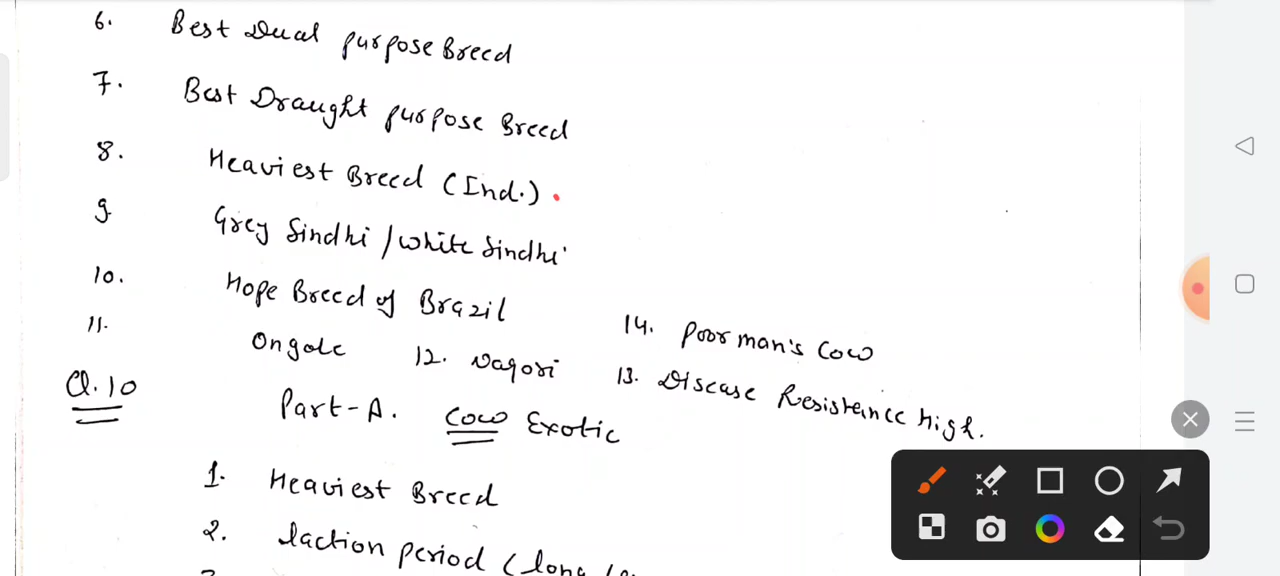 6. Best Dual purpose Breed
7. Best Draught purpose Breed
8. Heaviest Breed (Ind.)
9. Grey Sindhi / white Sindhi
10. Hope Breed of Brazil
11. Ongole 12. Nagori
14. Poor man's Cow
13. Disease Resisteince high.
Q.10 Part-A. Cow Exotic
1. Heaviest Breed
2. laction period (long